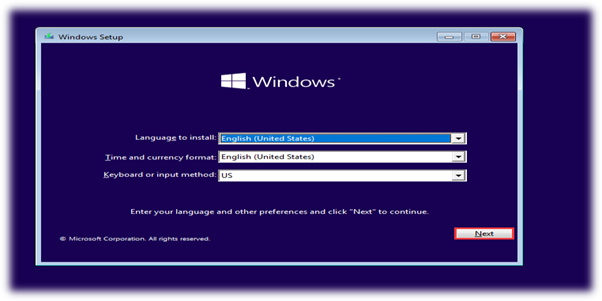 Windows Setup
Windows
Language to install: English (United States)
Time and currency format: English (United States)
Keyboard or input method: US
Enter your language and other preferences and click "Next" to continue.
Next
© Microsoft Corporation. All rights reserved.